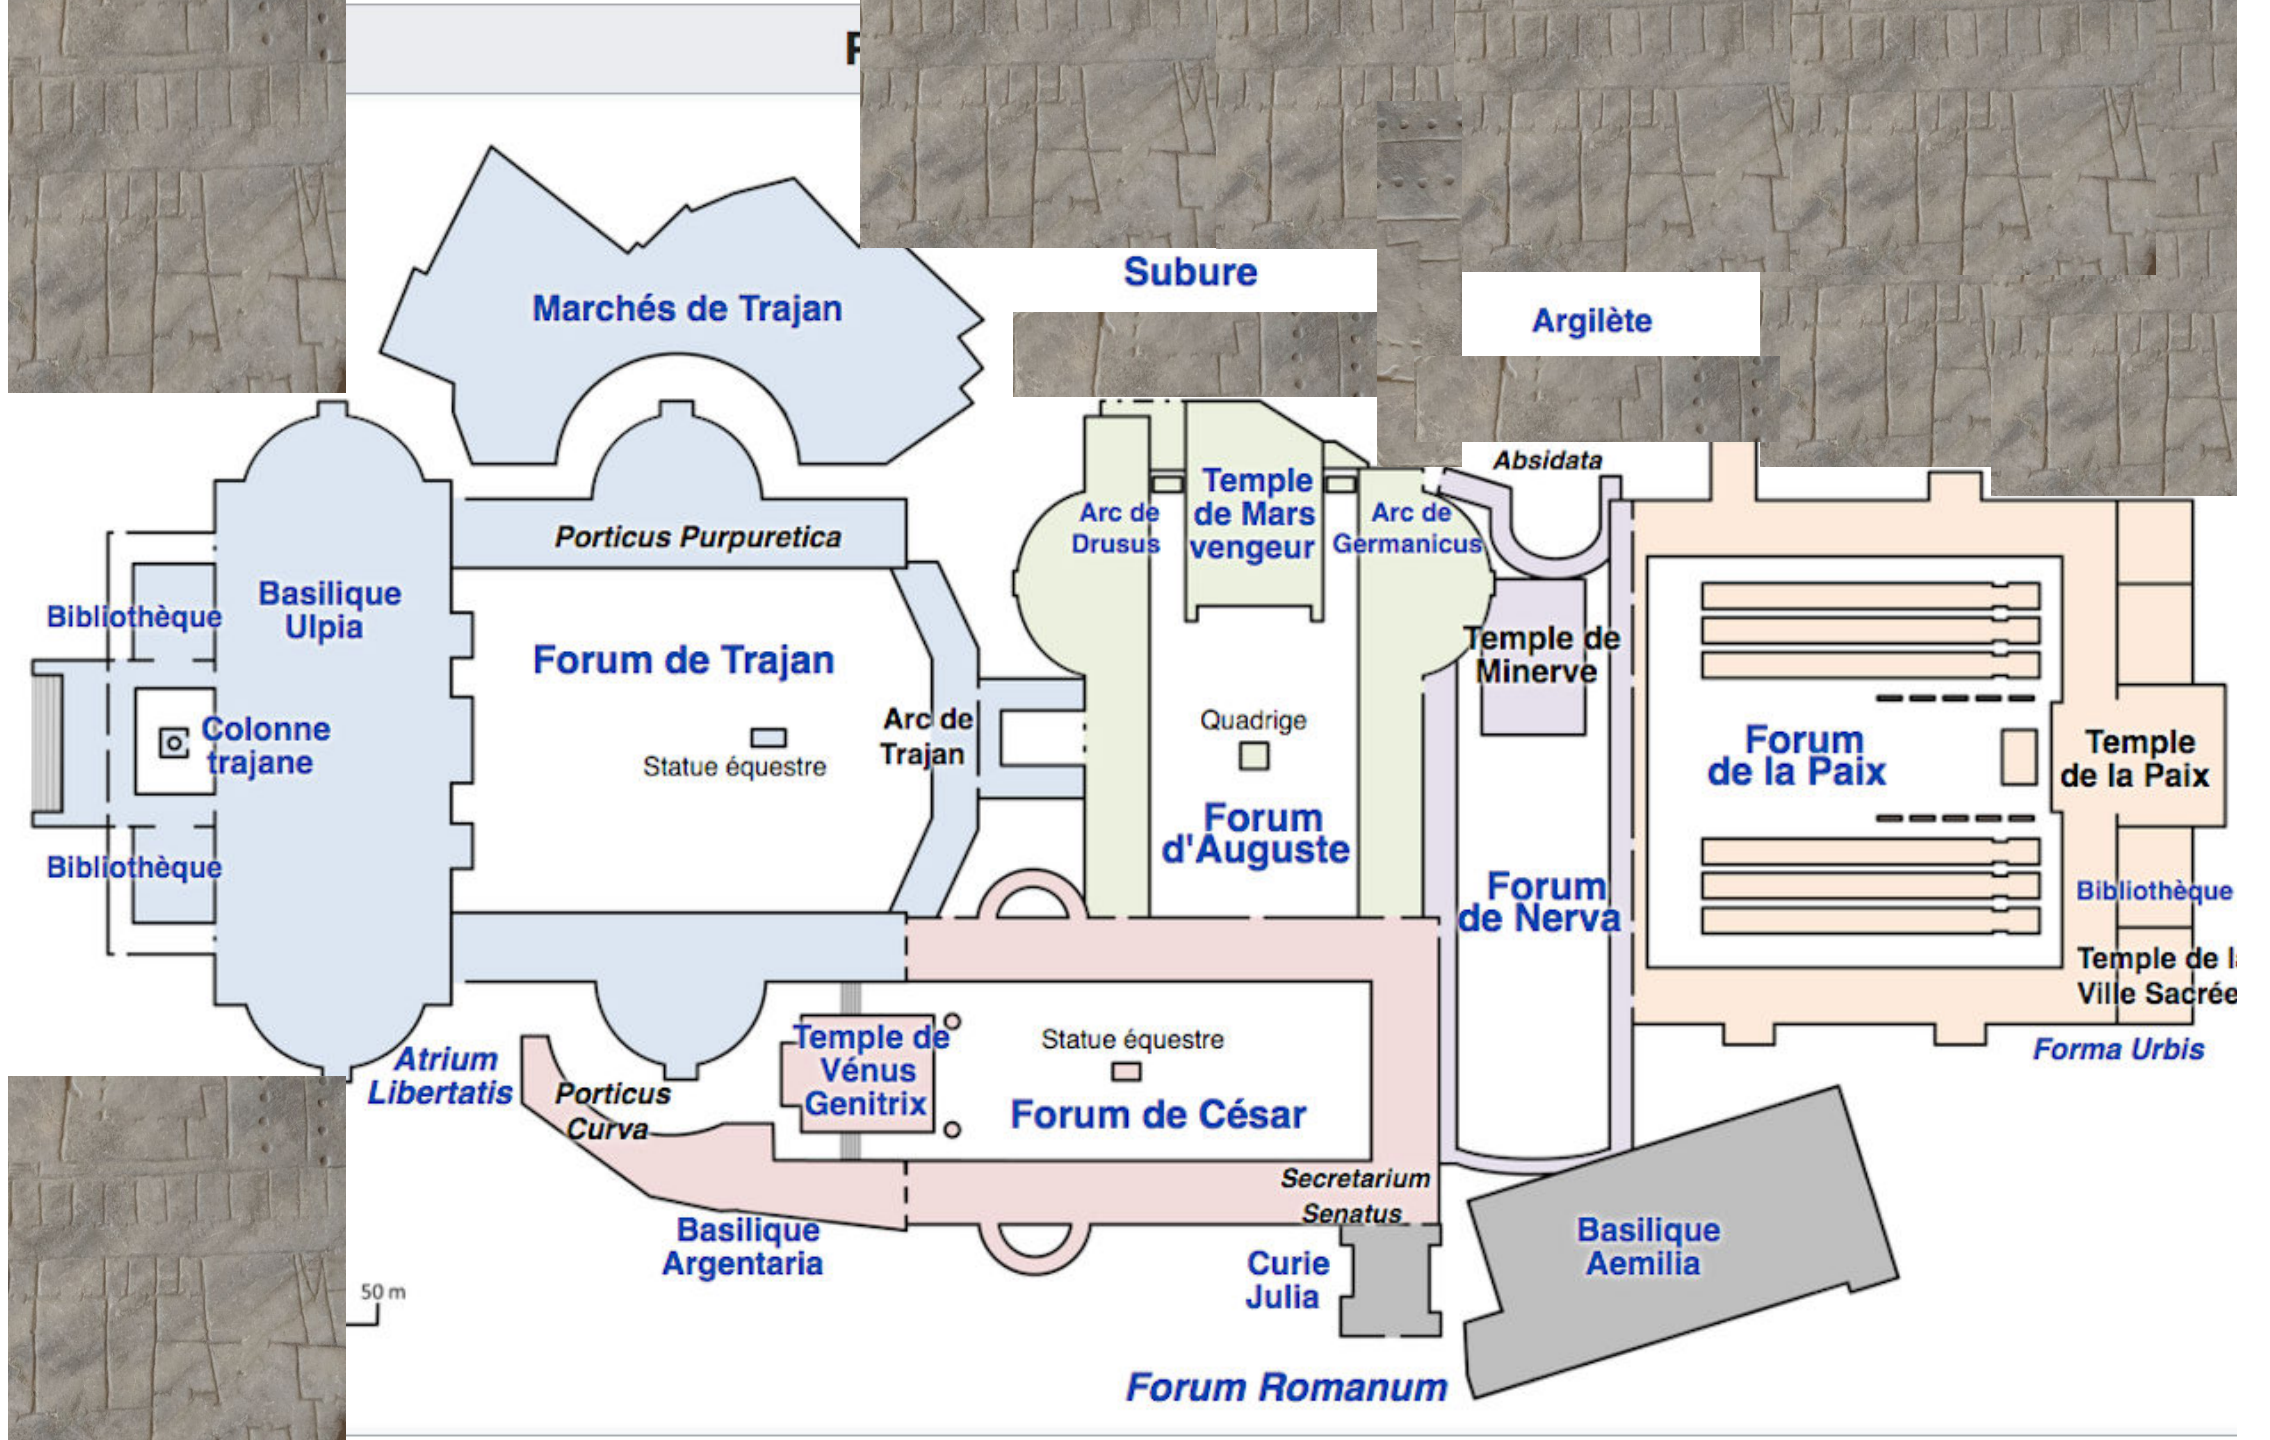 Subure
Marchés de Trajan
Argilète
Absidata
Temple
de Mars
vengeur
Arc de
Drusus
Arc de
Germanicus
Porticus Purpuretica
Basilique
Ulpia
Bibliothèque
Forum de Trajan
Temple de
Minerve
Colonne
trajane
Statue équestre
Arc de
Trajan
Quadrige
Forum
de la Paix
Temple
de la Paix
Forum
d'Auguste
Bibliothèque
Forum
de Nerva
Bibliothèque
Temple de
Ville Sacrée
Atrium
Libertatis
Porticus
Curva
Temple de
Vénus
Genitrix
Statue équestre
Forum de César
Forma Urbis
Secretarium
Senatus
Basilique
Argentaria
Curie
Julia
Basilique
Aemilia
50 m
Forum Romanum